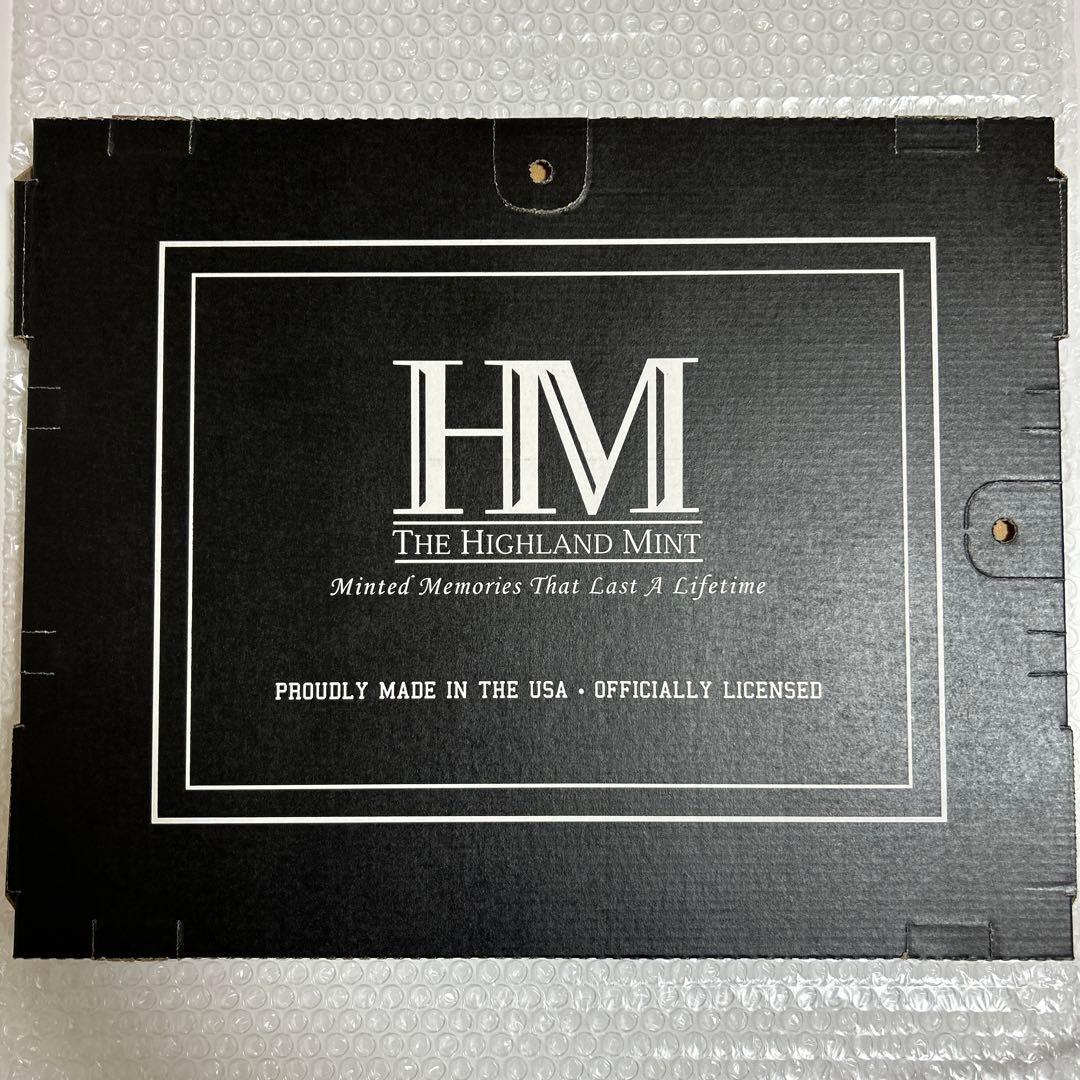 HM
THE HIGHLAND MINT
Minted Memories That Last A Lifetime
PROUDLY MADE IN THE USA • OFFICIALLY LICENSED